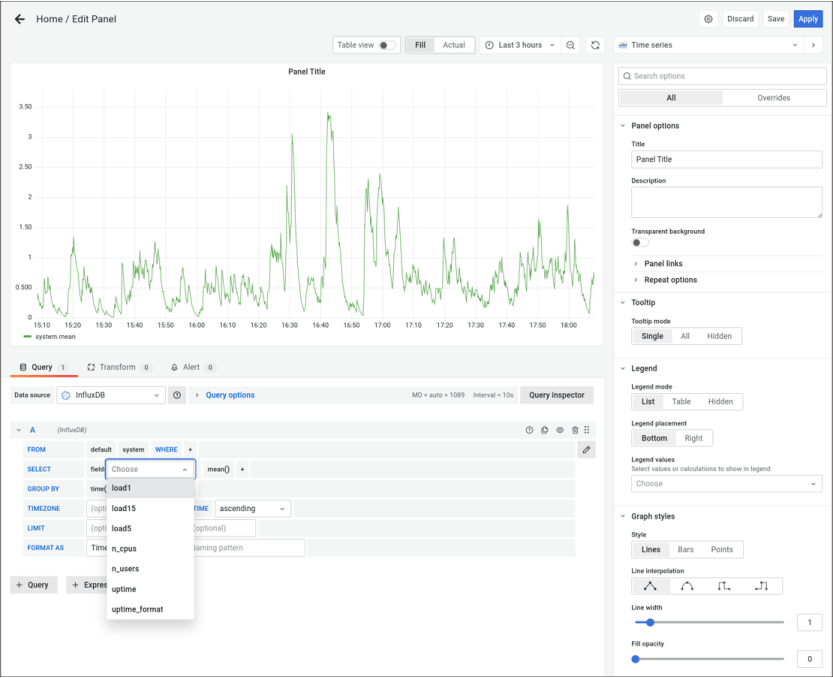 Home / Edit Panel
Discard
Save
Apply
Table view
Fill
Actual
Last 3 hours
Time series
Panel Title
3.50
3
2.50
2
1.50
1
0.500
0
15:10 15:20 15:30 15:40 15:50 16:00 16:10 16:20 16:30 16:40 16:50 17:00 17:10 17:20 17:30 17:40 17:50 18:00
system.mean
Query 1
Transform 0
Alert 0
Data source
InfluxDB
Query options
MD = auto = 1089 Interval = 10s
Query inspector
A (InfluxDB)
FROM default system WHERE +
SELECT field Choose mean() +
GROUP BY time(
TIMEZONE (opti TIME ascending
LIMIT (opti (optional)
FORMAT AS Time Naming pattern
load1
load15
load5
n_cpus
n_users
uptime
uptime_format
+ Query
+ Expres
Search options
All
Overrides
Panel options
Title
Panel Title
Description
Transparent background
Panel links
Repeat options
Tooltip
Tooltip mode
Single All Hidden
Legend
Legend mode
List Table Hidden
Legend placement
Bottom Right
Legend values
Select values or calculations to show in legend
Choose
Graph styles
Style
Lines Bars Points
Line interpolation
Line width
1
Fill opacity
0